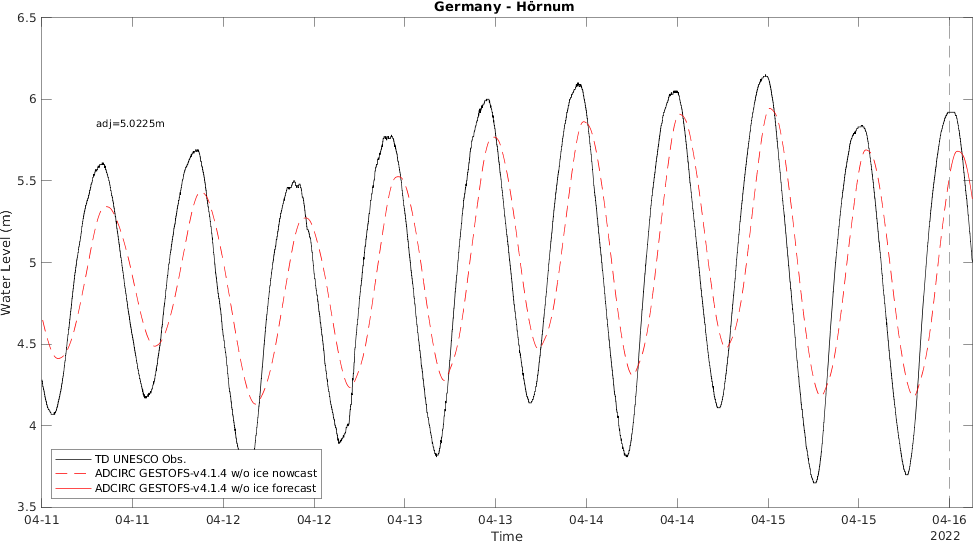 Germany - Hörnum
6.5
6
adj=5.0225m
5.5
5
Water Level (m)
4.5
4
TD UNESCO Obs.
ADCIRC GESTOFS-v4.1.4 w/o ice nowcast
ADCIRC GESTOFS-v4.1.4 w/o ice forecast
3.5
04-11 04-11 04-12 04-12 04-13 04-13 04-14 04-14 04-15 04-15 04-16
Time 2022